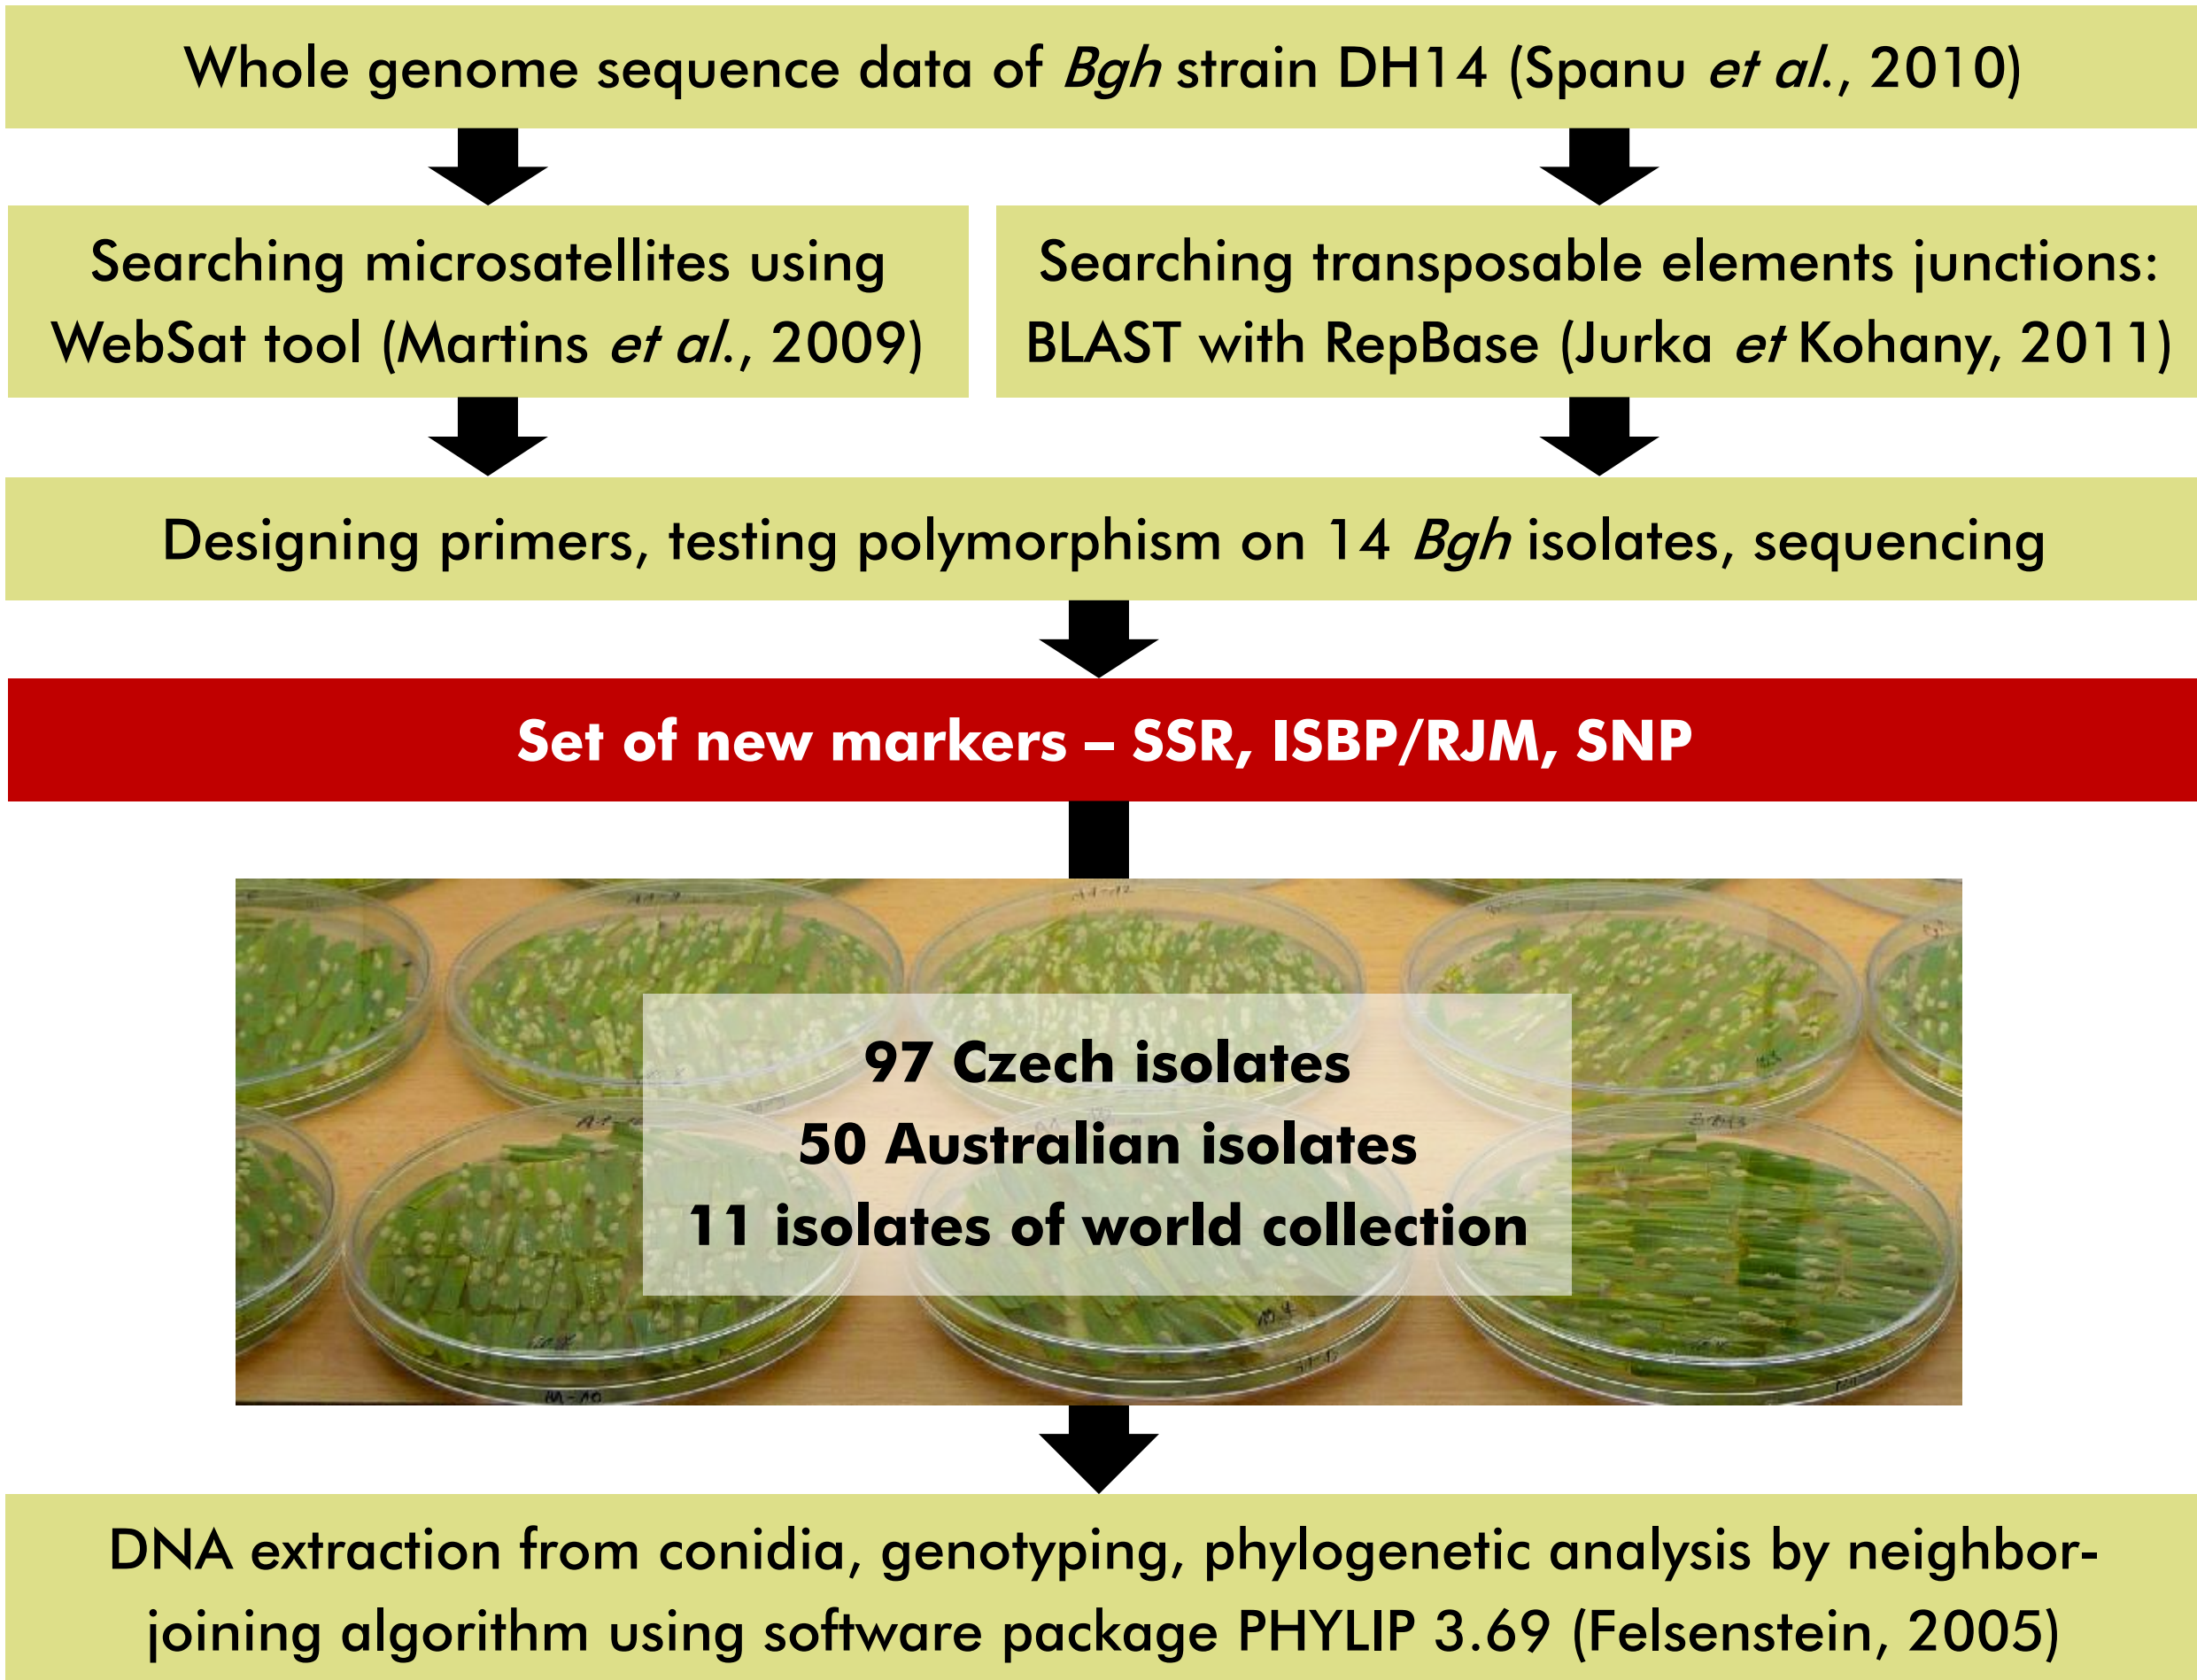 Whole genome sequence data of Bgh strain DH14 (Spanu et al., 2010)
Searching microsatellites using
WebSat tool (Martins et al., 2009)
Searching transposable elements junctions:
BLAST with RepBase (Jurka et Kohany, 2011)
Designing primers, testing polymorphism on 14 Bgh isolates, sequencing
Set of new markers – SSR, ISBP/RJM, SNP
97 Czech isolates
50 Australian isolates
11 isolates of world collection
DNA extraction from conidia, genotyping, phylogenetic analysis by neighbor-
joining algorithm using software package PHYLIP 3.69 (Felsenstein, 2005)